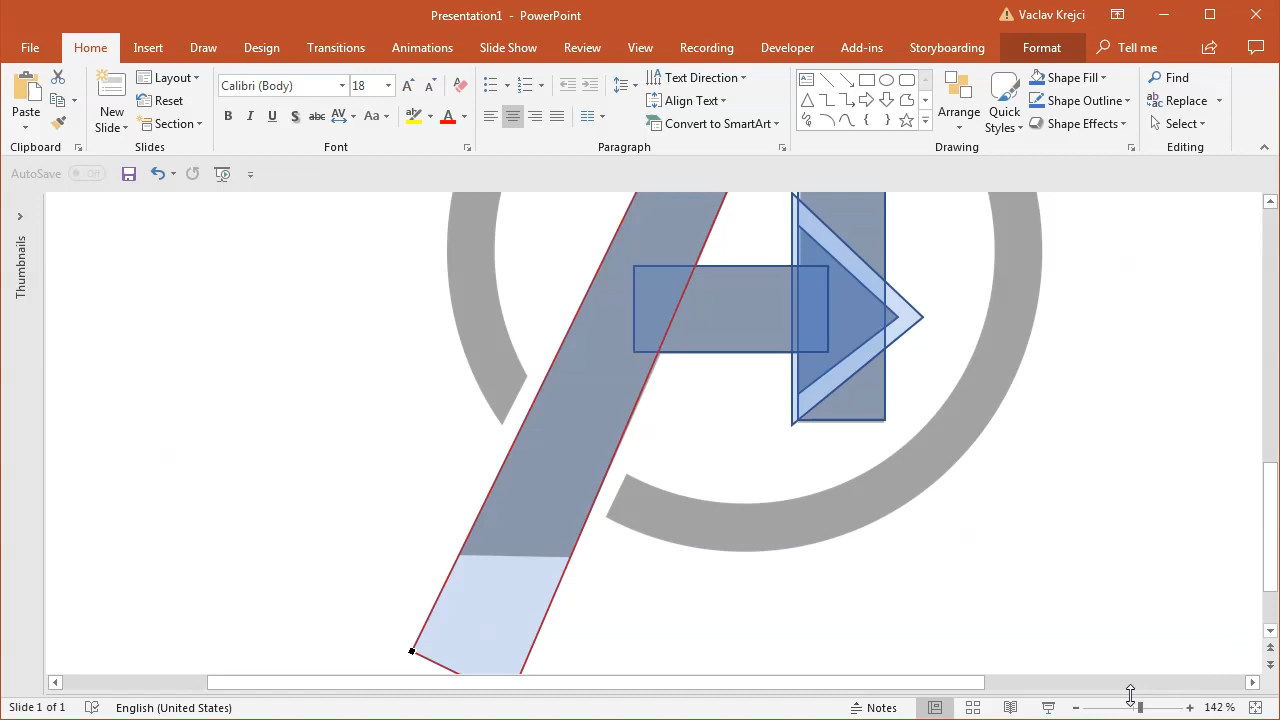 Presentation1 - PowerPoint
Vaclav Krejci
File Home Insert Draw Design Transitions Animations Slide Show Review View Recording Developer Add-ins Storyboarding Format Tell me
Paste
Clipboard
New
Slide
Layout
Reset
Section
Slides
Calibri (Body) 18
B I U S abc AV Aa A
Font
Text Direction
Align Text
Convert to SmartArt
Paragraph
Arrange
Quick
Styles
Shape Fill
Shape Outline
Shape Effects
Drawing
Find
Replace
Select
Editing
AutoSave Off
Thumbnails
Slide 1 of 1 English (United States) Notes 142 %